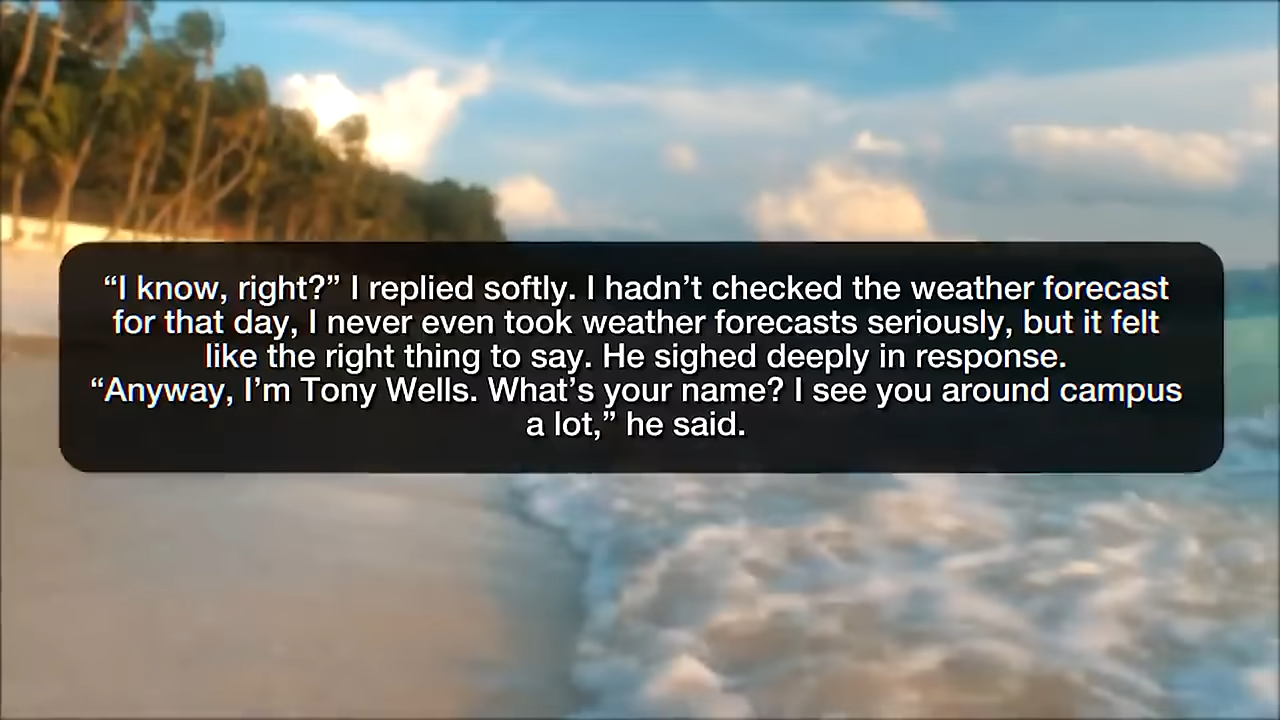 “I know, right?” I replied softly. I hadn’t checked the weather forecast
for that day, I never even took weather forecasts seriously, but it felt
like the right thing to say. He sighed deeply in response.
“Anyway, I’m Tony Wells. What’s your name? I see you around campus
a lot,” he said.